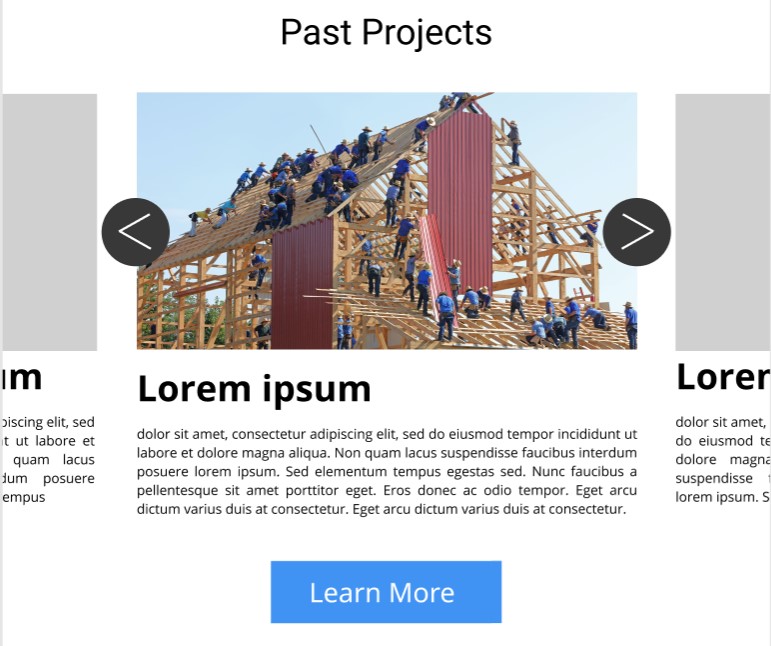 Past Projects
<
>
um
piscing elit, sed
t ut labore et
quam lacus
dum posuere
empus
Lorem ipsum
dolor sit amet, consectetur adipiscing elit, sed do eiusmod tempor incididunt ut
labore et dolore magna aliqua. Non quam lacus suspendisse faucibus interdum
posuere lorem ipsum. Sed elementum tempus egestas sed. Nunc faucibus a
pellentesque sit amet porttitor eget. Eros donec ac odio tempor. Eget arcu
dictum varius duis at consectetur. Eget arcu dictum varius duis at consectetur.
Lorer
dolor sit amet,
do eiusmod te
dolore magna
suspendisse
lorem ipsum. S
Learn More